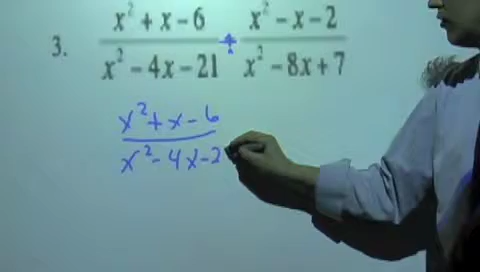 3. x² + x - 6 / x² - 4x - 21 ÷ x² - x - 2 / x² - 8x + 7
x² + x - 6
x² - 4x - 2